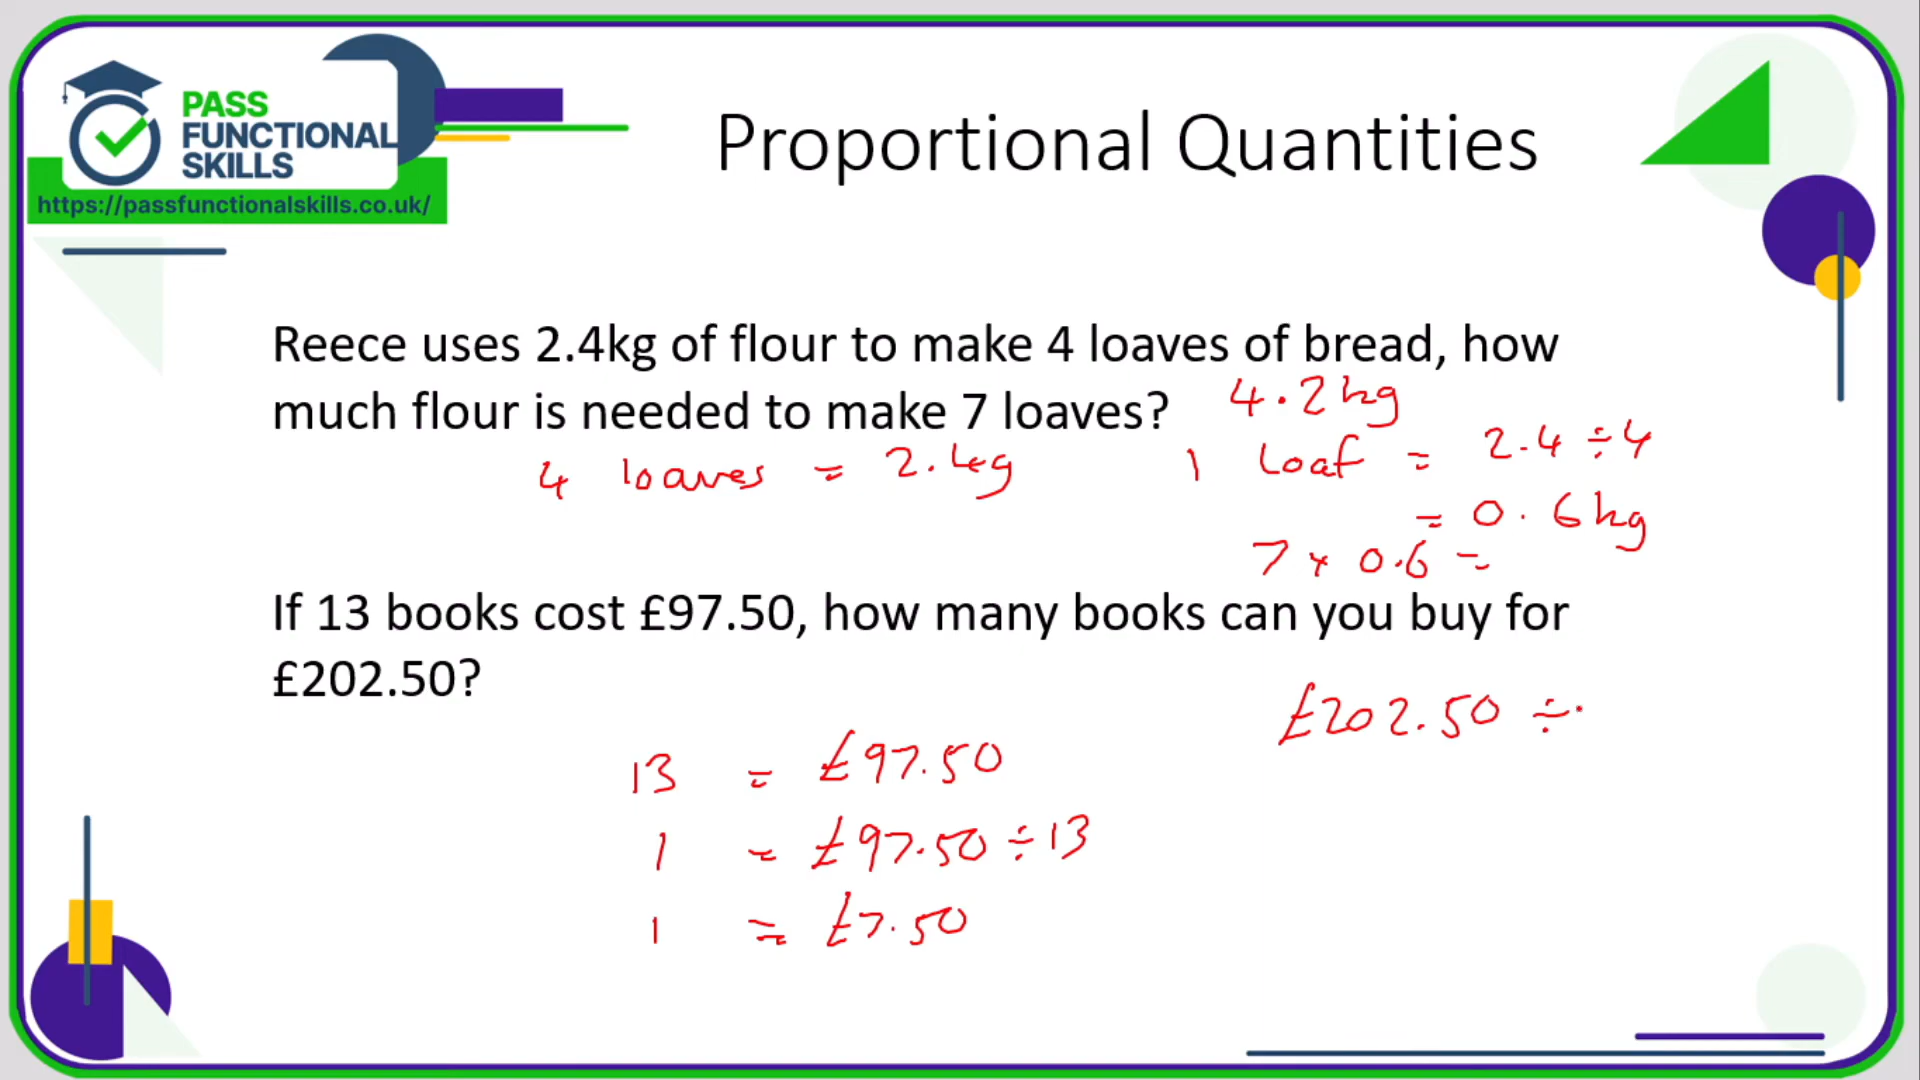 PASS
FUNCTIONAL
SKILLS
https://passfunctionalskills.co.uk/
Proportional Quantities
Reece uses 2.4kg of flour to make 4 loaves of bread, how
much flour is needed to make 7 loaves?
4.2kg
4 loaves = 2.4kg
1 Loaf = 2.4 ÷ 4
= 0.6kg
7 × 0.6 =
If 13 books cost £97.50, how many books can you buy for
£202.50?
£202.50 ÷
13 = £97.50
1 = £97.50 ÷ 13
1 = £7.50